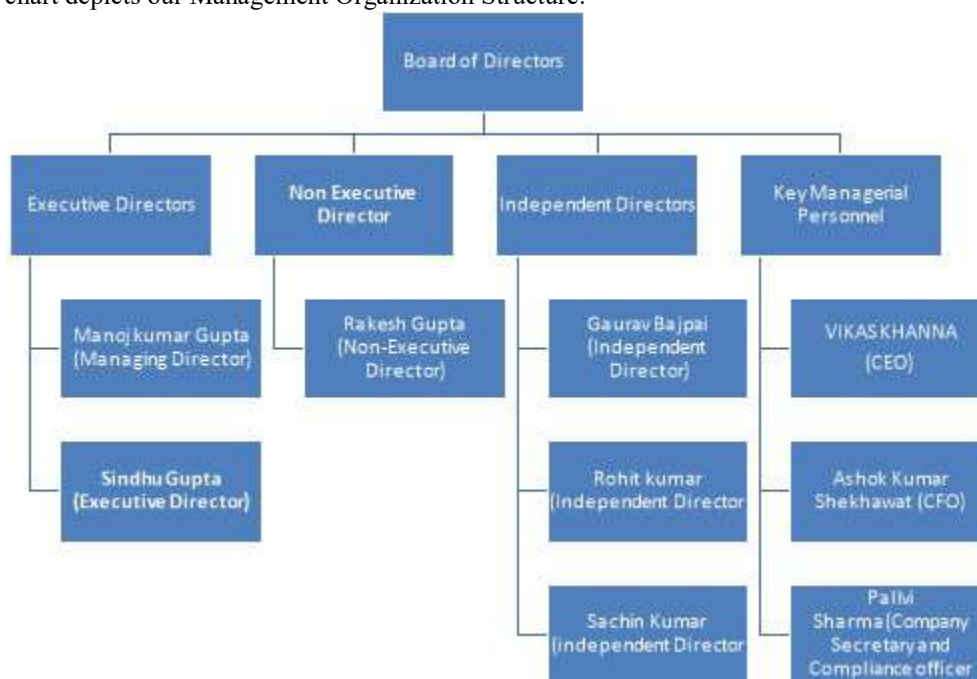 chart depicts our Management Organization Structure:
Board of Directors
Executive Directors
Non Executive
Director
Independent Directors
Key Managerial
Personnel
Manoj kumar Gupta
(Managing Director)
Rakesh Gupta
(Non-Executive
Director)
Gaurav Bajpai
(Independent
Director)
VIKAS KHANNA
(CEO)
Sindhu Gupta
(Executive Director)
Rohit kumar
(Independent Director
Ashok Kumar
Shekhawat (CFO)
Sachin Kumar
(independent Director
Pallvi
Sharma(Company
Secretary and
Compliance officer